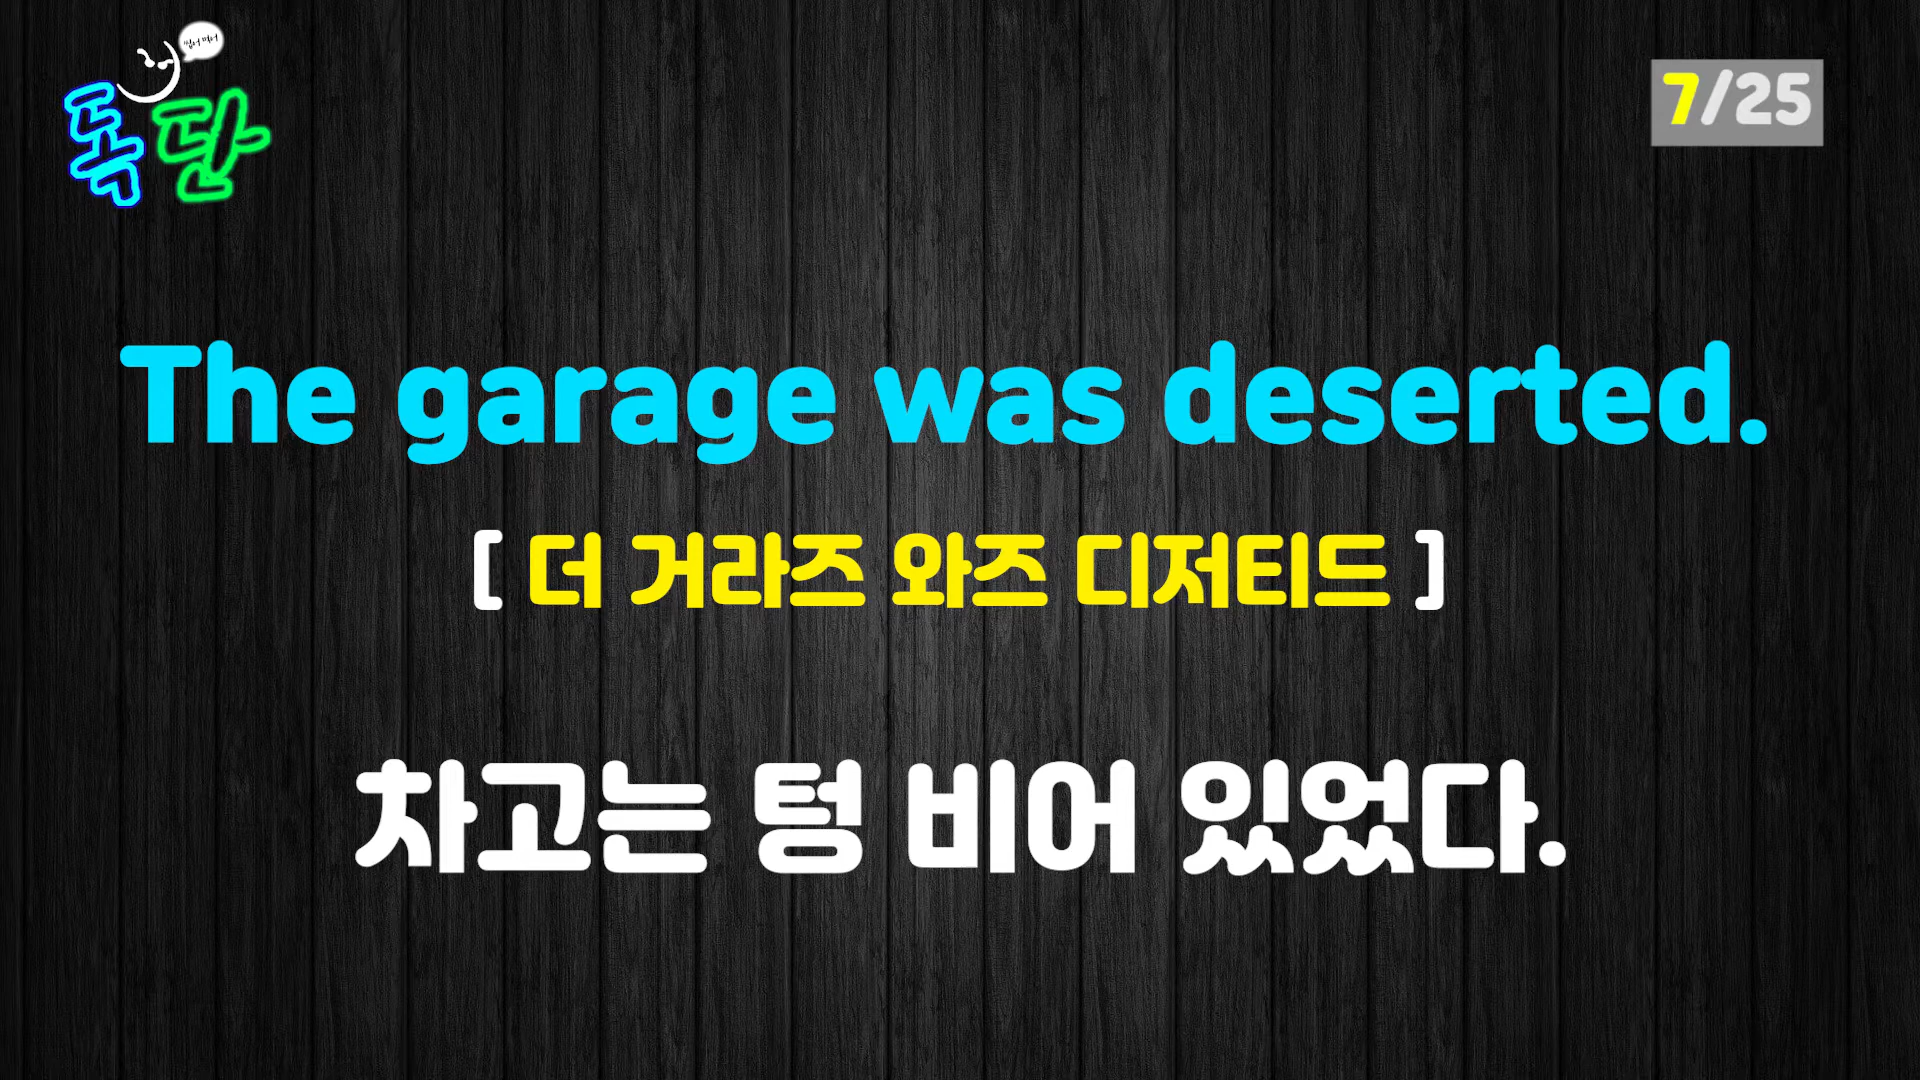 독단
7/25
The garage was deserted.
[ 더 거라즈 와즈 디저티드 ]
차고는 텅 비어 있었다.